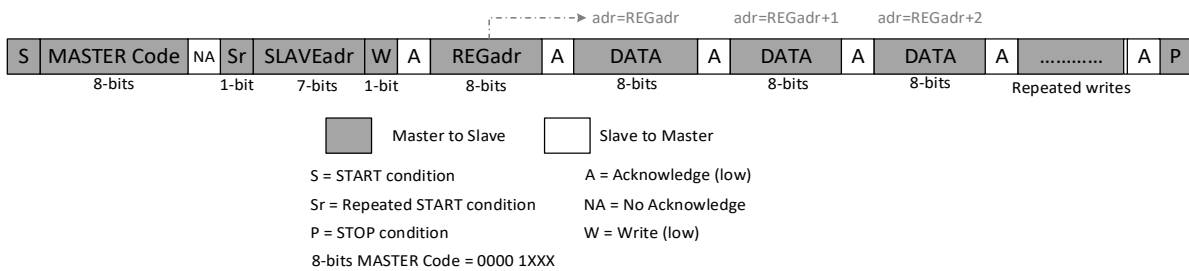 adr=REGadr adr=REGadr+1 adr=REGadr+2
S MASTER Code NA Sr SLAVEadr W A REGadr A DATA A DATA A DATA A ............ A P
8-bits 1-bit 7-bits 1-bit 8-bits 8-bits 8-bits 8-bits Repeated writes
Master to Slave Slave to Master
S = START condition A = Acknowledge (low)
Sr = Repeated START condition NA = No Acknowledge
P = STOP condition W = Write (low)
8-bits MASTER Code = 0000 1XXX